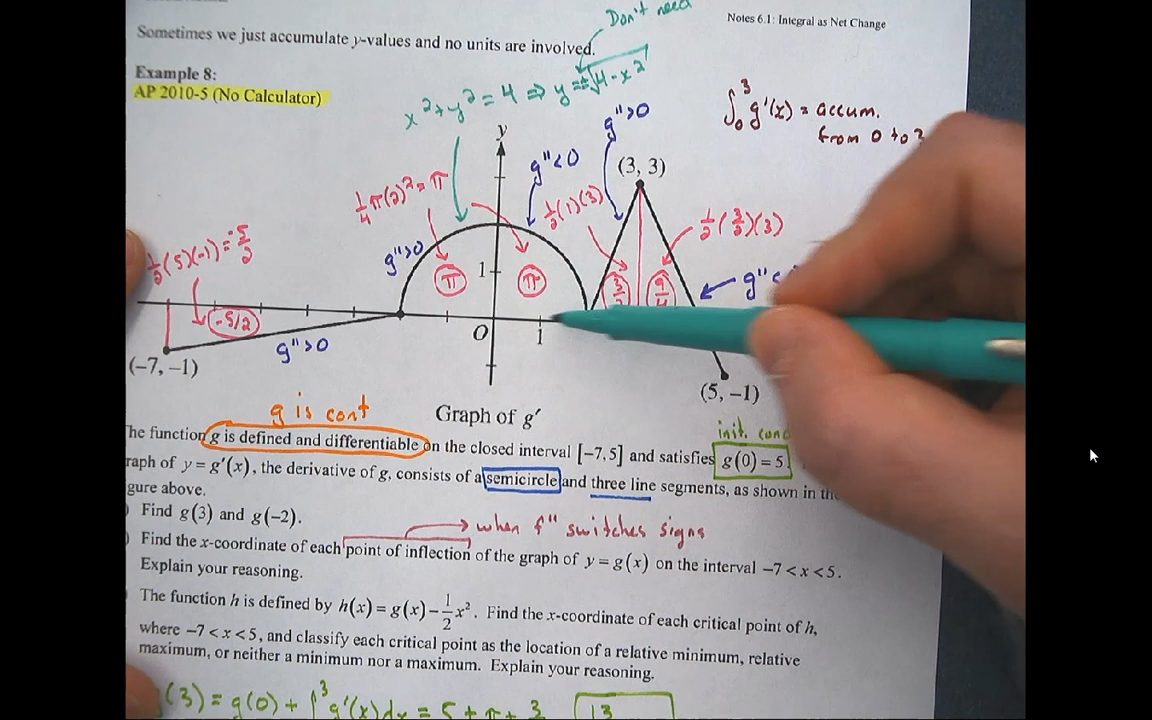 Notes 6.1: Integral as Net Change
Don't need
Sometimes we just accumulate y-values and no units are involved.
Example 8:
AP 2010-5 (No Calculator)
x²+y²=4 ⇒ y=±√4-x²
∫₀³ g'(x) = accum.
from 0 to
y
g">0
g"<0
(3, 3)
¼π(2)²=π
½(1)(3)
½(3/2)(3)
½(5)(-1)=-5/2
g">0
π
1
π
3/2
9/4
g"<
-5/2
O
1
g">0
(-7, -1)
(5, -1)
g is cont
Graph of g'
init. cond
The function g is defined and differentiable on the closed interval [-7,5] and satisfies g(0)=5
raph of y = g'(x), the derivative of g, consists of a semicircle and three line segments, as shown in the
gure above.
) Find g(3) and g(-2).
when f" switches signs
) Find the x-coordinate of each point of inflection of the graph of y = g(x) on the interval -7 < x < 5.
Explain your reasoning.
The function h is defined by h(x) = g(x) - ½x². Find the x-coordinate of each critical point of h,
where -7 < x < 5, and classify each critical point as the location of a relative minimum, relative
maximum, or neither a minimum nor a maximum. Explain your reasoning.
(3) = g(0) + ∫³ g'(x)dx = 5 + π + 3
13